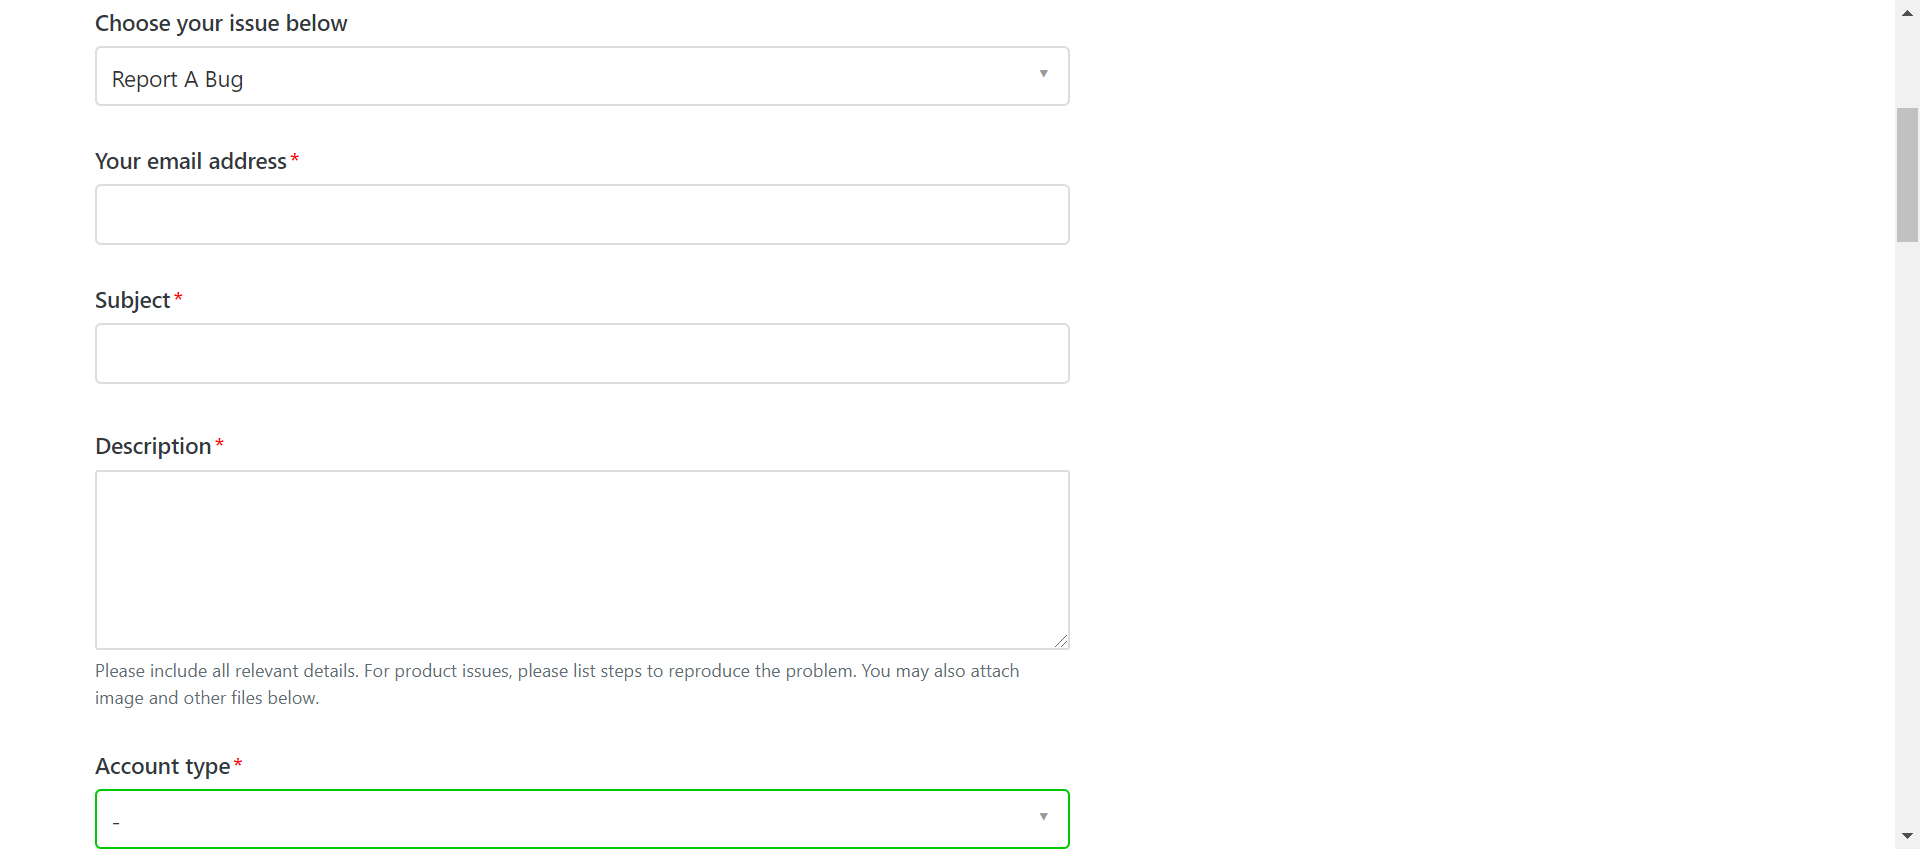 Choose your issue below
Report A Bug
Your email address*
Subject*
Description*
Please include all relevant details. For product issues, please list steps to reproduce the problem. You may also attach
image and other files below.
Account type*
-